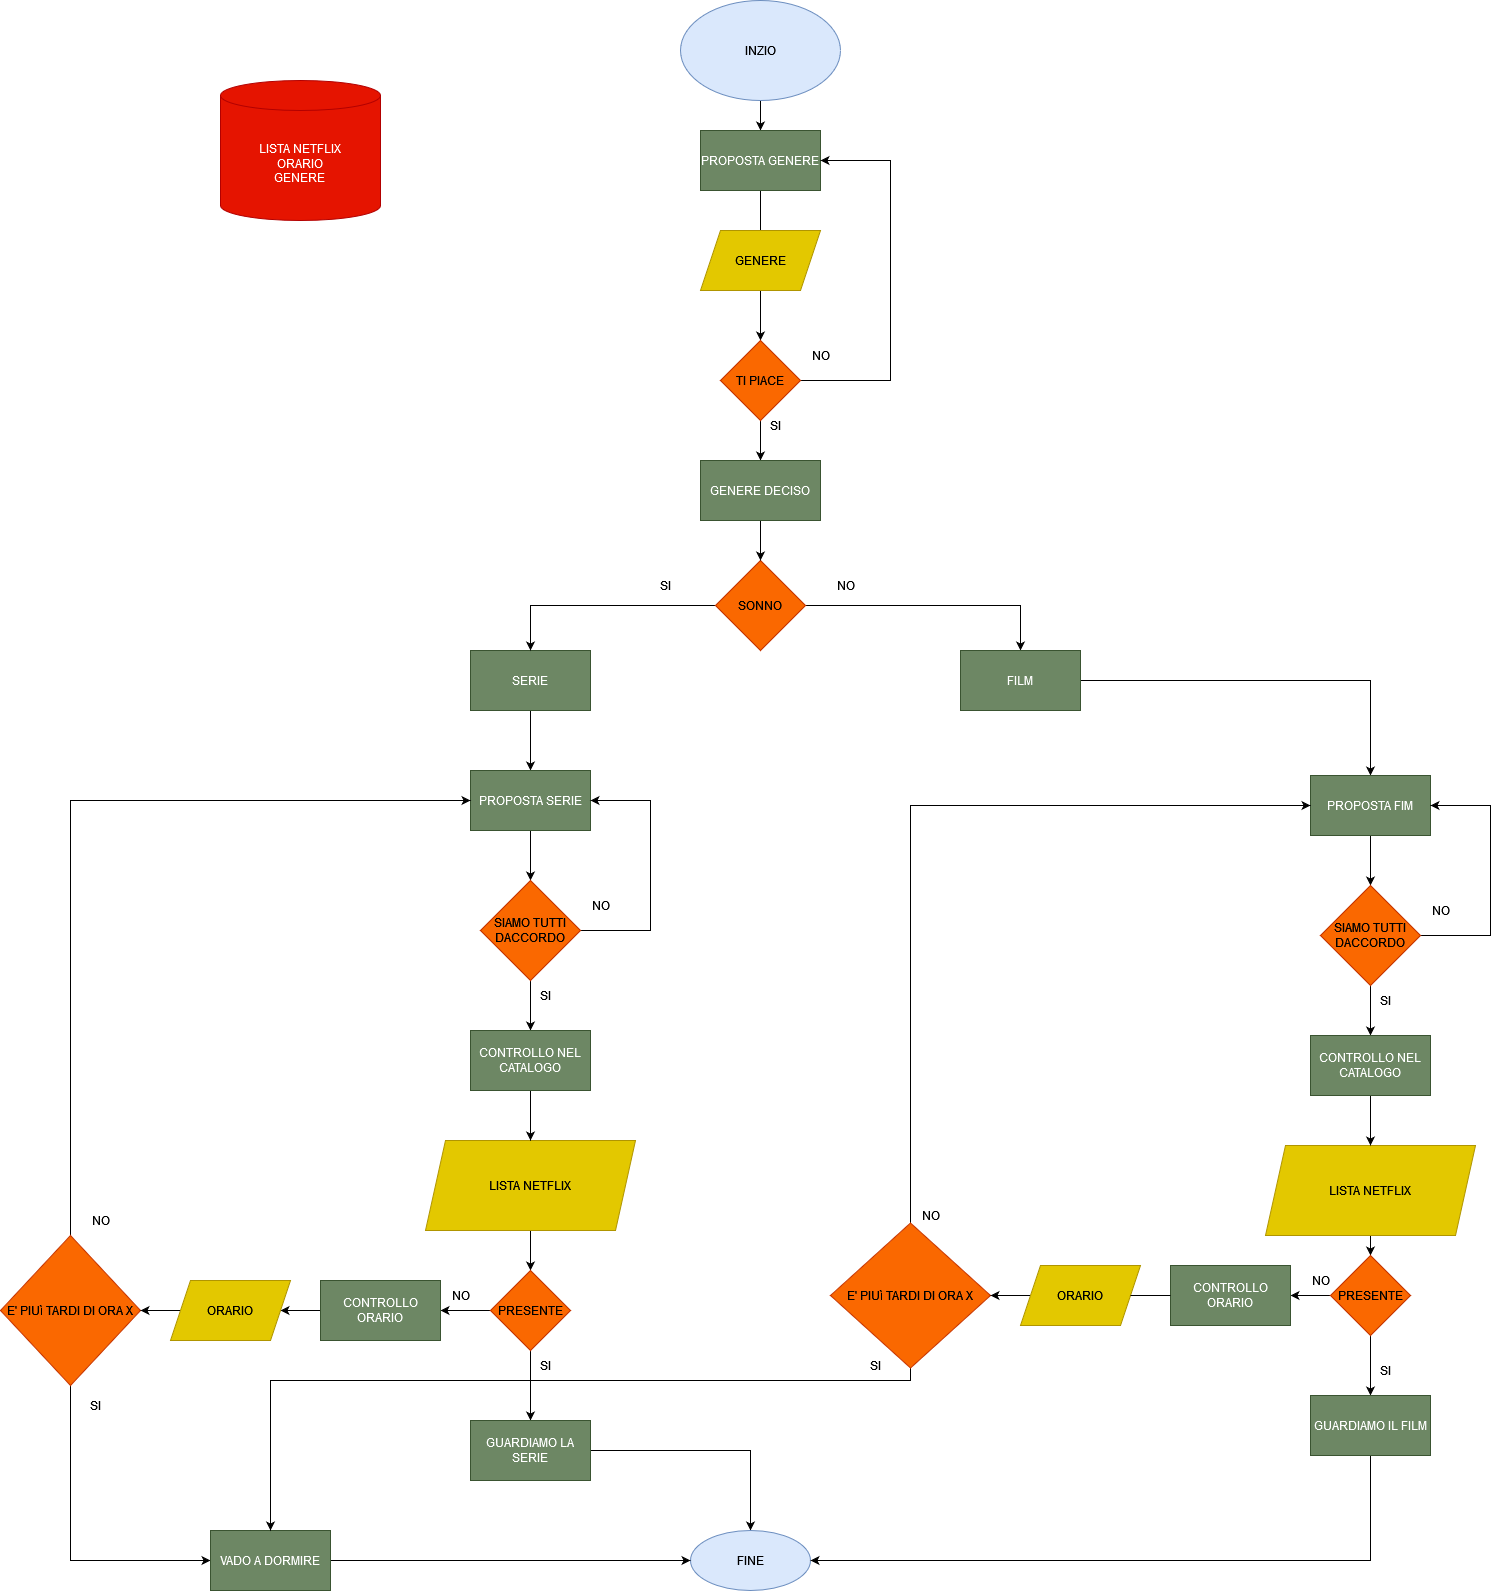 INZIO
LISTA NETFLIX
ORARIO
GENERE
PROPOSTA GENERE
GENERE
TI PIACE
NO
SI
GENERE DECISO
SONNO
SI
NO
SERIE
FILM
PROPOSTA SERIE
PROPOSTA FIM
SIAMO TUTTI
DACCORDO
NO
SIAMO TUTTI
DACCORDO
NO
SI
SI
CONTROLLO NEL
CATALOGO
CONTROLLO NEL
CATALOGO
LISTA NETFLIX
LISTA NETFLIX
NO
NO
E' PIUÌ TARDI DI ORA X
ORARIO
CONTROLLO
ORARIO
NO
PRESENTE
E' PIUÌ TARDI DI ORA X
ORARIO
CONTROLLO
ORARIO
NO
PRESENTE
SI
SI
SI
SI
GUARDIAMO LA
SERIE
GUARDIAMO IL FILM
VADO A DORMIRE
FINE